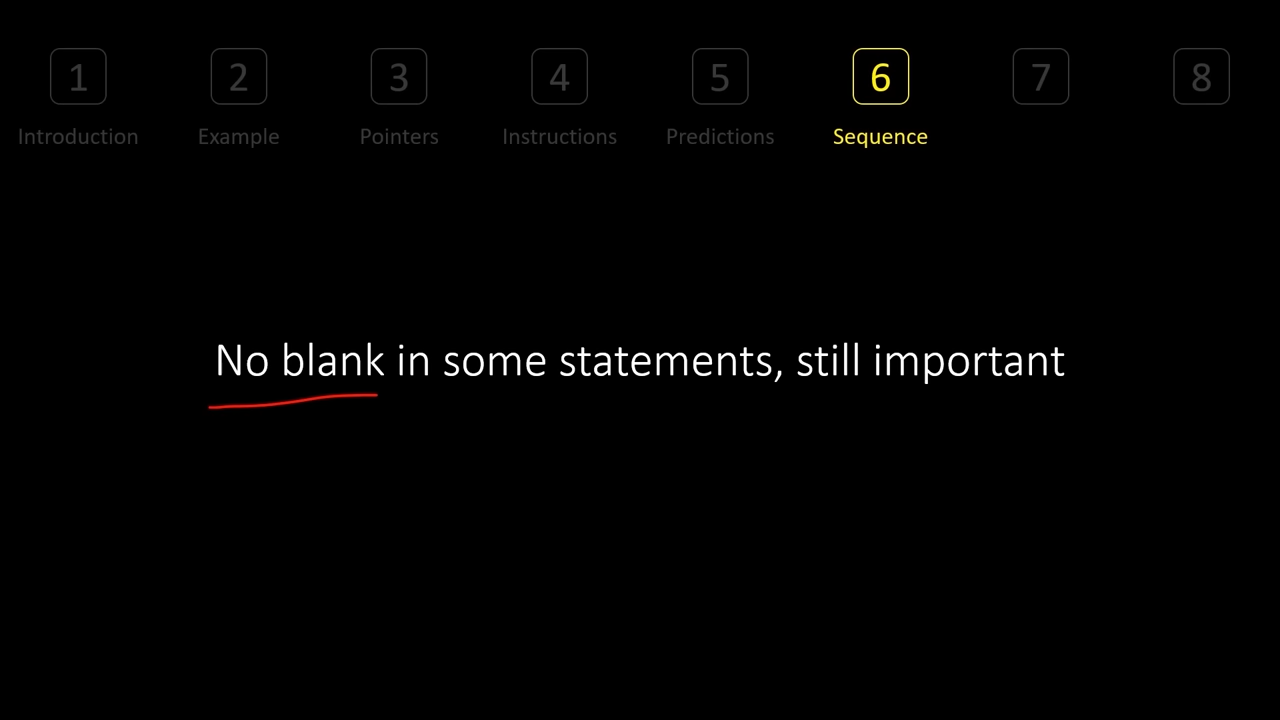 1 2 3 4 5 6 7 8
Introduction Example Pointers Instructions Predictions Sequence
No blank in some statements, still important